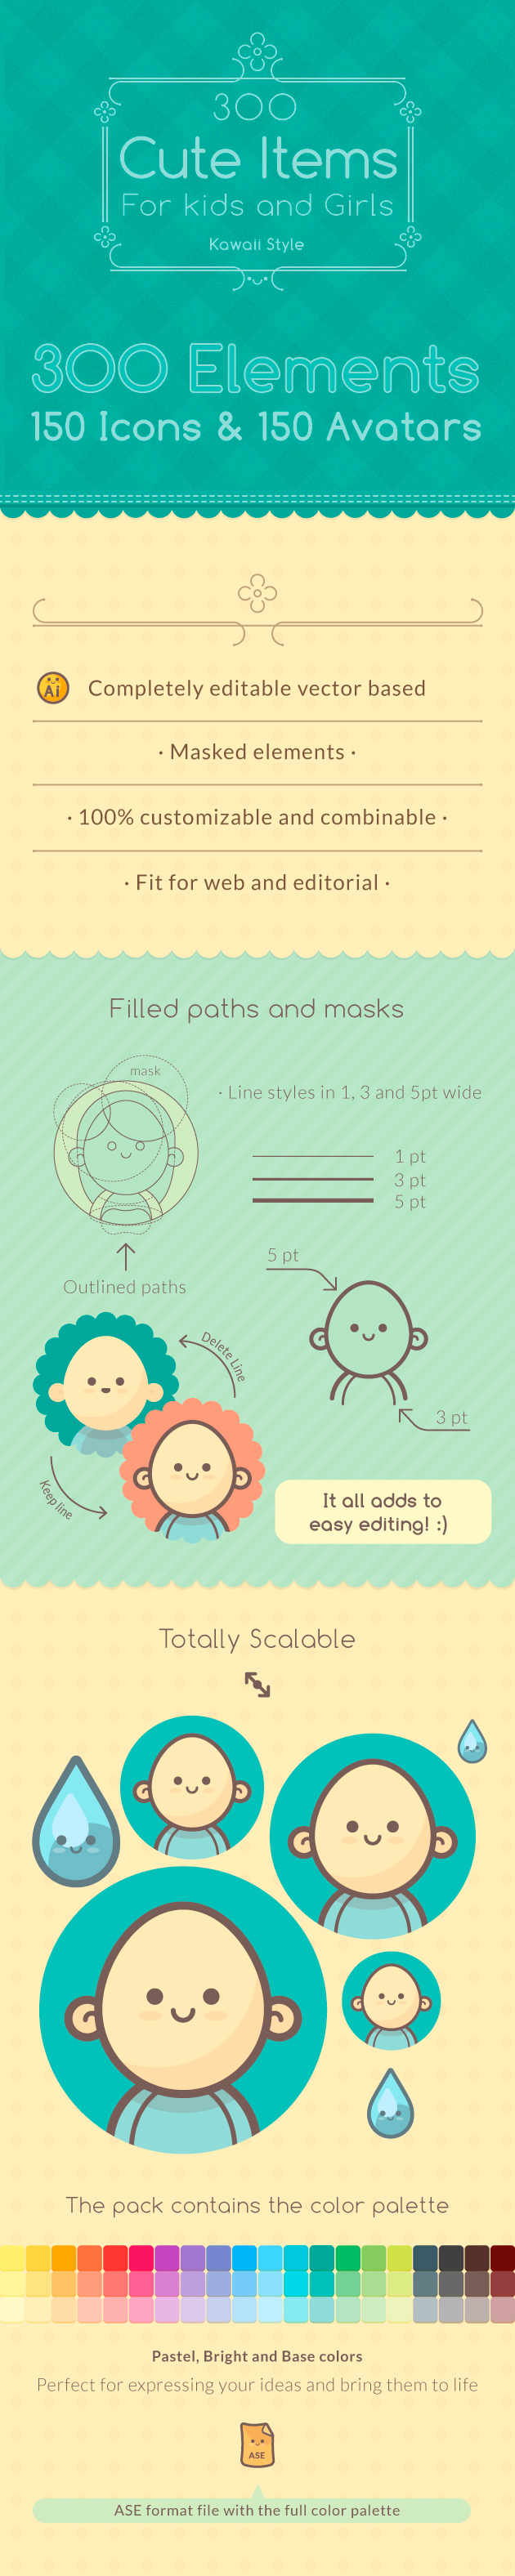 300
Cute Items
For kids and Girls
Kawaii Style
300 Elements
150 Icons & 150 Avatars
Ai
Completely editable vector based
· Masked elements ·
· 100% customizable and combinable ·
· Fit for web and editorial ·
Filled paths and masks
mask
· Line styles in 1, 3 and 5pt wide
1 pt
3 pt
5 pt
5 pt
Outlined paths
Delete Line
3 pt
Keep line
It all adds to
easy editing! :)
Totally Scalable
The pack contains the color palette
Pastel, Bright and Base colors
Perfect for expressing your ideas and bring them to life
ASE
ASE format file with the full color palette